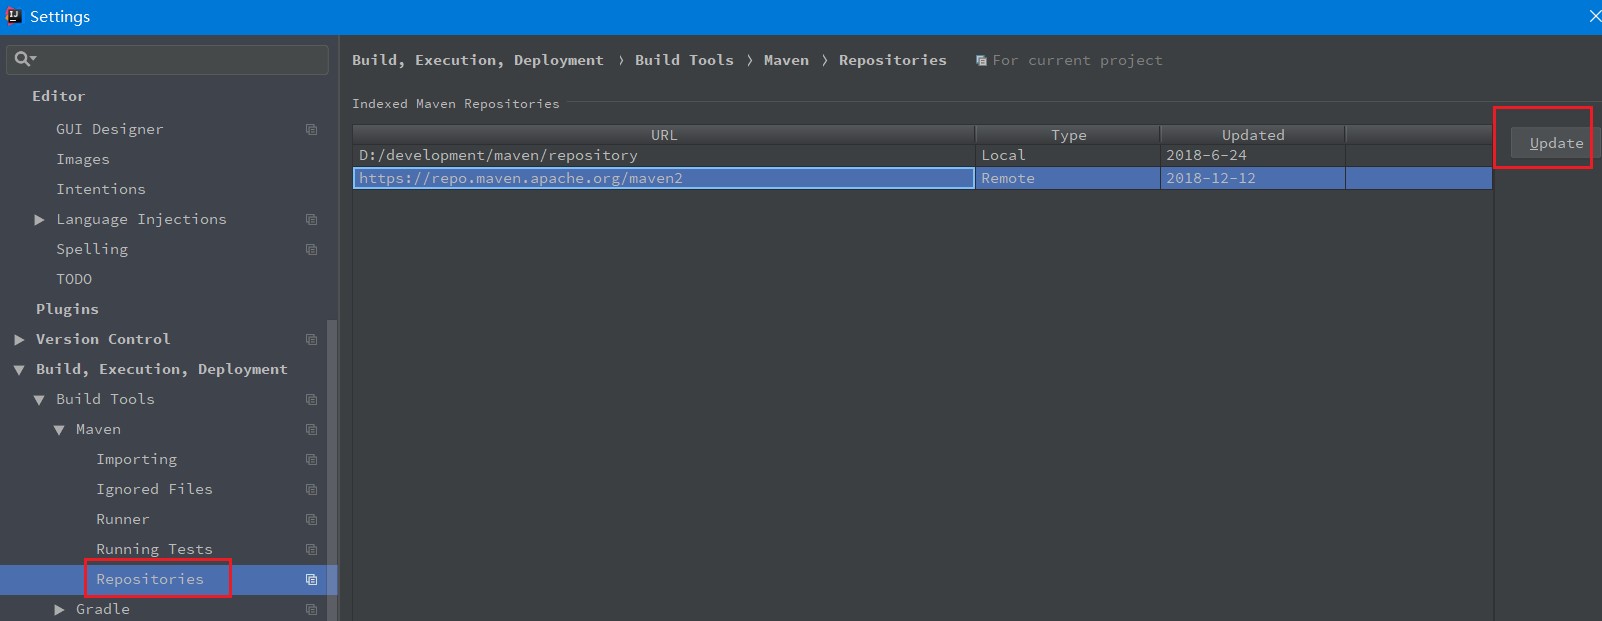 Settings
Editor
GUI Designer
Images
Intentions
Language Injections
Spelling
TODO
Plugins
Version Control
Build, Execution, Deployment
Build Tools
Maven
Importing
Ignored Files
Runner
Running Tests
Repositories
Gradle
Build, Execution, Deployment › Build Tools › Maven › Repositories For current project
Indexed Maven Repositories
URL Type Updated
D:/development/maven/repository Local 2018-6-24
https://repo.maven.apache.org/maven2 Remote 2018-12-12
Update